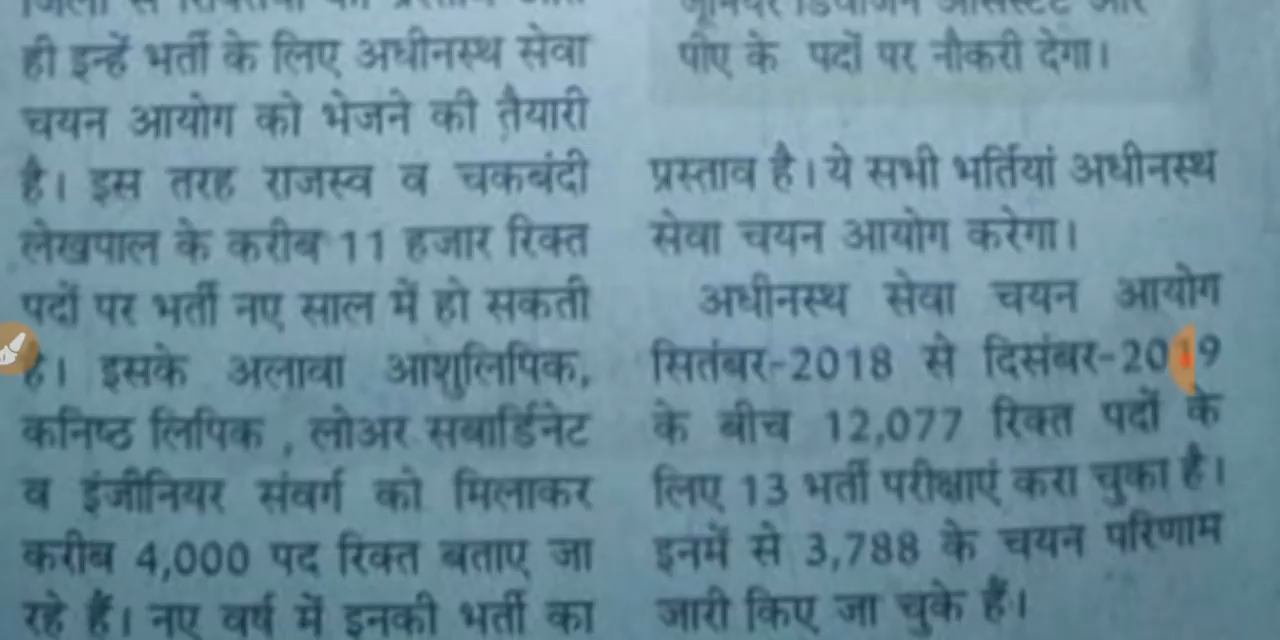 ही इन्हें भर्ती के लिए अधीनस्थ सेवा
चयन आयोग को भेजने की तैयारी
है। इस तरह राजस्व व चकबंदी
लेखपाल के करीब 11 हजार रिक्त
पदों पर भर्ती नए साल में हो सकती
है। इसके अलावा आशुलिपिक,
कनिष्ठ लिपिक , लोअर सबार्डिनेट
व इंजीनियर संवर्ग को मिलाकर
करीब 4,000 पद रिक्त बताए जा
रहे हैं। नए वर्ष में इनकी भर्ती का
पीए के पदों पर नौकरी देगा।
प्रस्ताव है। ये सभी भर्तियां अधीनस्थ
सेवा चयन आयोग करेगा।
अधीनस्थ सेवा चयन आयोग
सितंबर-2018 से दिसंबर-2019
के बीच 12,077 रिक्त पदों के
लिए 13 भर्ती परीक्षाएं करा चुका है।
इनमें से 3,788 के चयन परिणाम
जारी किए जा चुके हैं।